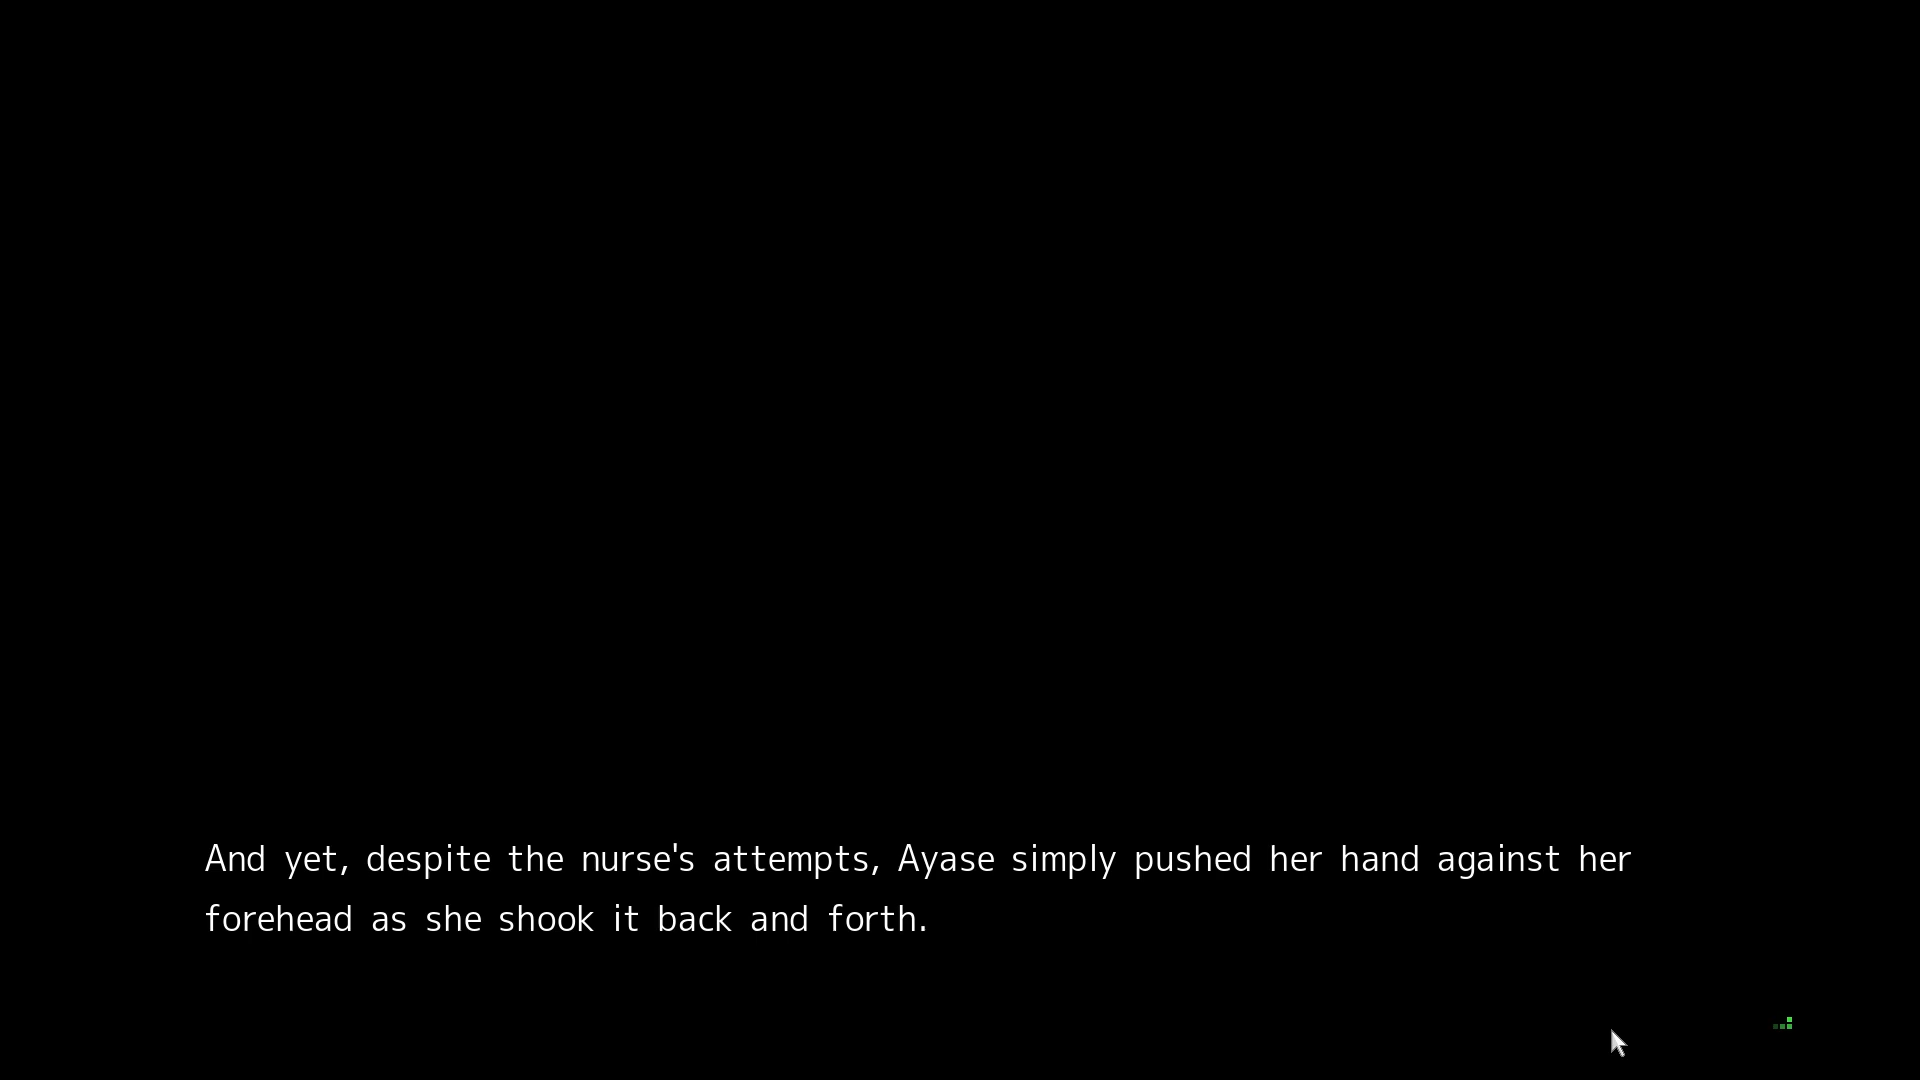 And yet, despite the nurse's attempts, Ayase simply pushed her hand against her
forehead as she shook it back and forth.